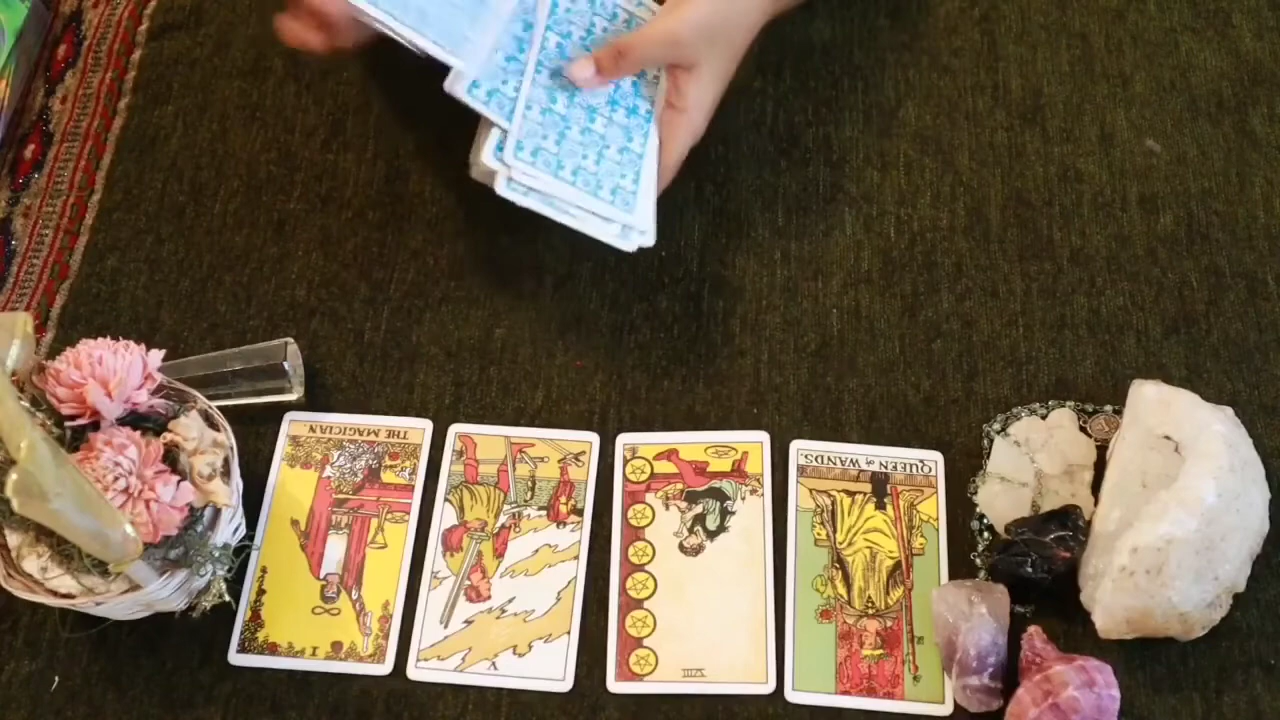 THE MAGICIAN.
I
VIII
QUEEN of WANDS.